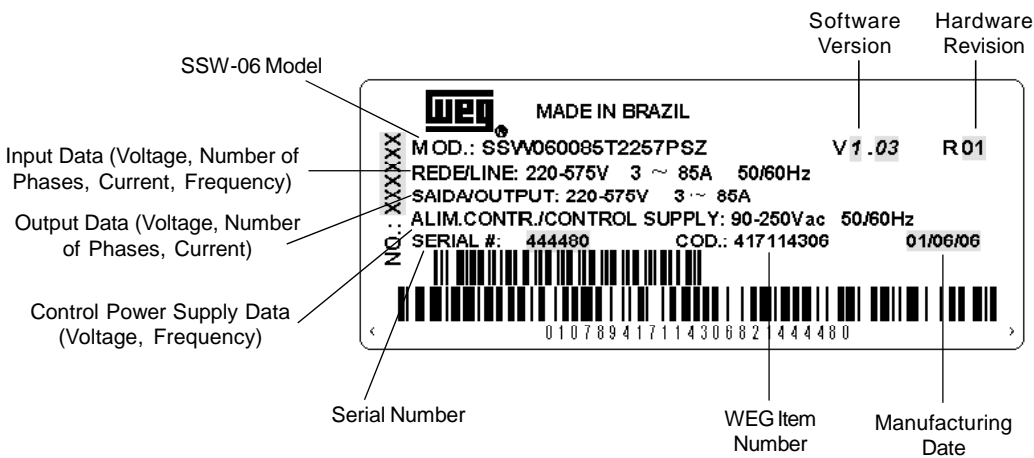 Software
Version
Hardware
Revision
SSW-06 Model
weg ®
MADE IN BRAZIL
MOD.: SSW060085T2257PSZ V1.03 R01
Input Data (Voltage, Number of
Phases, Current, Frequency)
REDE/LINE: 220-575V 3 ~ 85A 50/60Hz
SAIDA/OUTPUT: 220-575V 3 ~ 85A
Output Data (Voltage, Number
of Phases, Current)
ALIM.CONTR./CONTROL SUPPLY: 90-250Vac 50/60Hz
SERIAL #: 444480 COD.: 417114306 01/06/06
NO.: XXXXXX
Control Power Supply Data
(Voltage, Frequency)
< 010789417114306821444480 >
Serial Number
WEG Item
Number
Manufacturing
Date